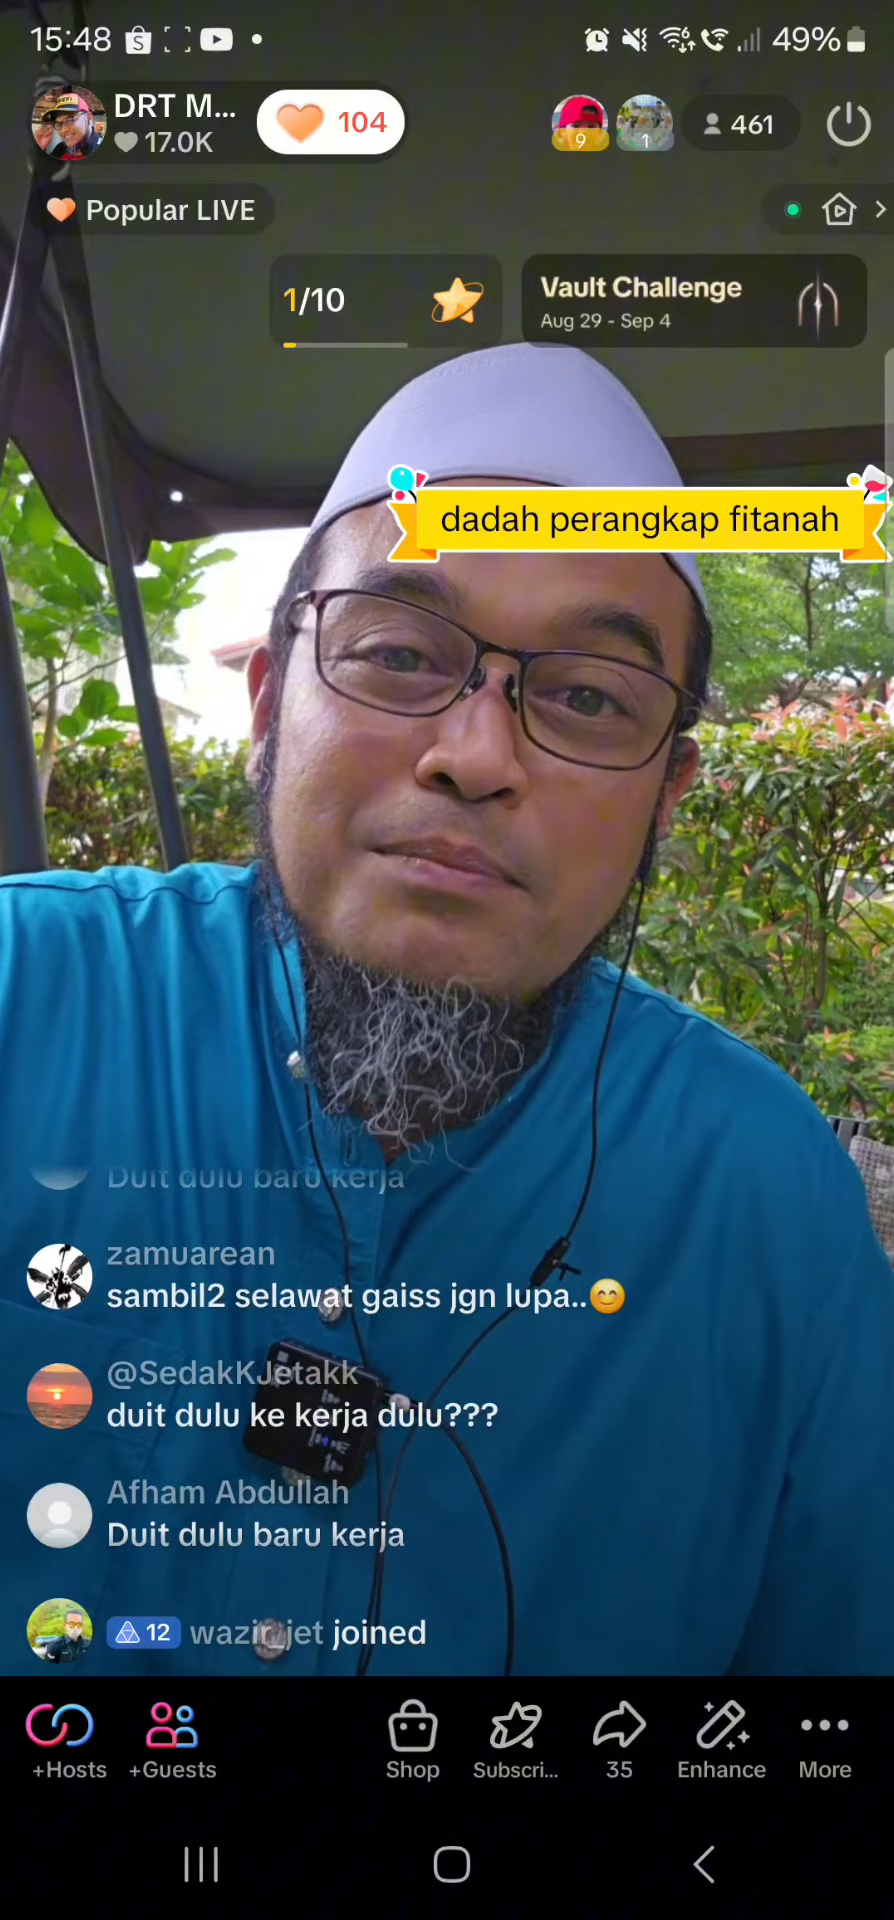 15:48
49%
DRT M...
17.0K
104
9
1
461
Popular LIVE
1/10
Vault Challenge
Aug 29 - Sep 4
dadah perangkap fitanah
Duit dulu baru kerja
zamuarean
sambil2 selawat gaiss jgn lupa..😊
@SedakKJetakk
duit dulu ke kerja dulu???
Afham Abdullah
Duit dulu baru kerja
12 wazir_jet joined
+Hosts
+Guests
Shop
Subscri...
35
Enhance
More